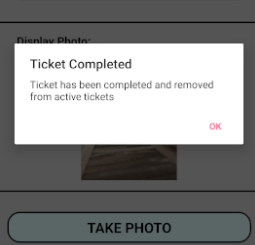 Display Photo:
Ticket Completed
Ticket has been completed and removed
from active tickets
OK
TAKE PHOTO